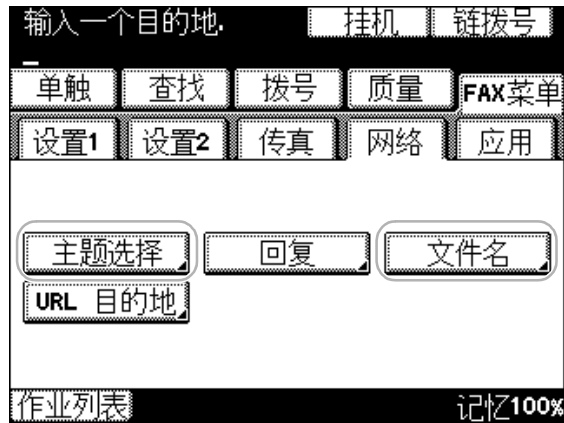 输入一个目的地. 挂机 链拨号
单触 查找 拨号 质量 FAX菜单
设置1 设置2 传真 网络 应用
主题选择 回复 文件名
URL 目的地
作业列表 记忆100%